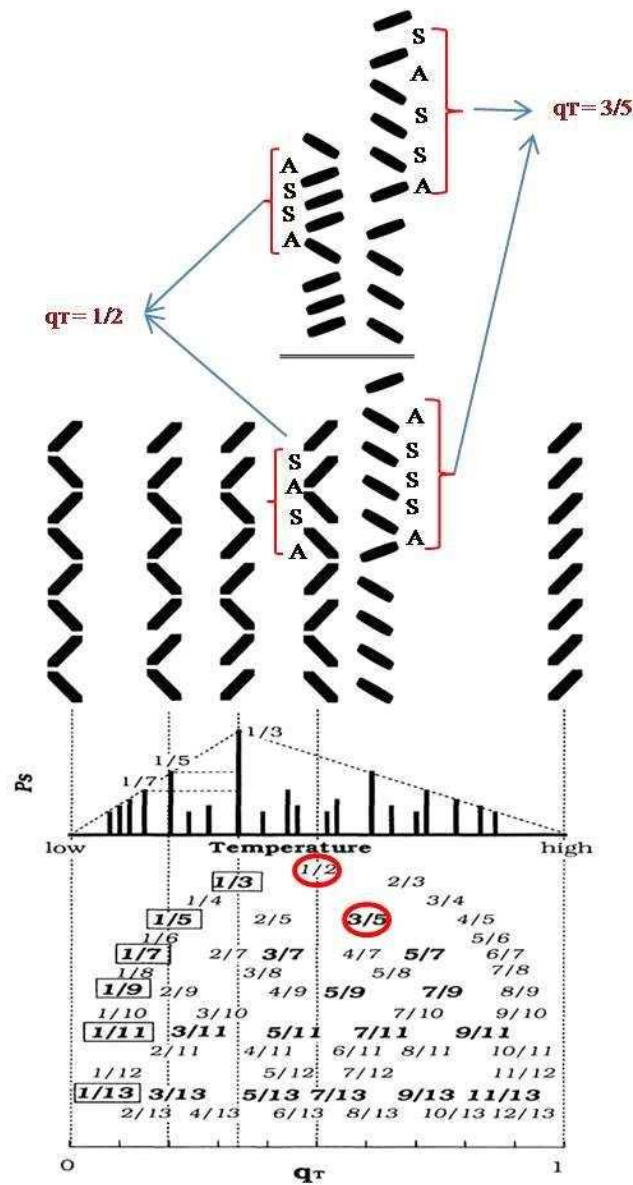 S
A
qT = 3/5
S
A
S
S
S
A
A
qT = 1/2
A
S
S
A
S
S
A
S
S
A
A
1/3
1/5
1/7
Ps
low Temperature high
1/2
1/3 2/3
1/4 3/4
1/5 2/5 3/5 4/5
1/6 5/6
1/7 2/7 3/7 4/7 5/7 6/7
1/8 3/8 5/8 7/8
1/9 2/9 4/9 5/9 7/9 8/9
1/10 3/10 7/10 9/10
1/11 3/11 5/11 7/11 9/11
2/11 4/11 6/11 8/11 10/11
1/12 5/12 7/12 11/12
1/13 3/13 5/13 7/13 9/13 11/13
2/13 4/13 6/13 8/13 10/13 12/13
0 1
qT